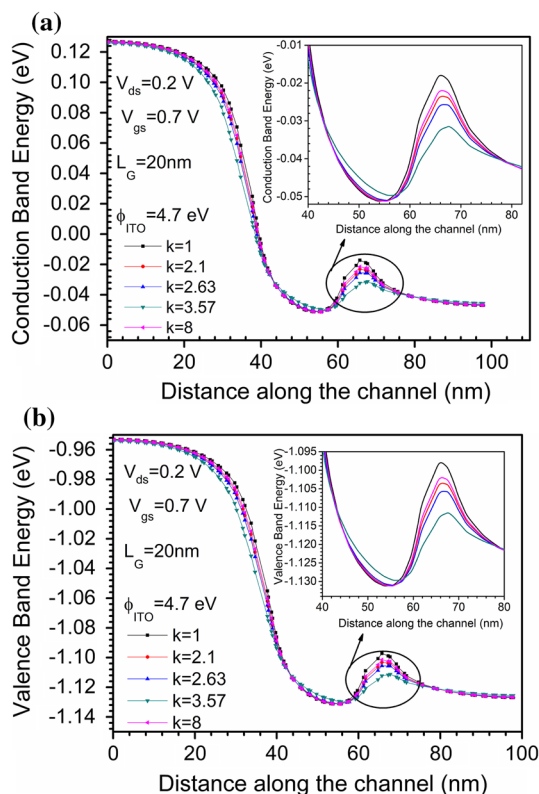 (a)
Conduction Band Energy (eV)
0.12
0.10
0.08
0.06
0.04
0.02
0.00
-0.02
-0.04
-0.06
V_ds=0.2 V
V_gs=0.7 V
L_G=20nm
ϕ_ITO=4.7 eV
k=1
k=2.1
k=2.63
k=3.57
k=8
Conduction Band Energy (eV)
-0.01
-0.02
-0.03
-0.04
-0.05
40 50 60 70 80
Distance along the channel (nm)
0 20 40 60 80 100
Distance along the channel (nm)
(b)
Valence Band Energy (eV)
-0.96
-0.98
-1.00
-1.02
-1.04
-1.06
-1.08
-1.10
-1.12
-1.14
V_ds=0.2 V
V_gs=0.7 V
L_G=20nm
ϕ_ITO=4.7 eV
k=1
k=2.1
k=2.63
k=3.57
k=8
Valence Band Energy (eV)
-1.095
-1.100
-1.105
-1.110
-1.115
-1.120
-1.125
-1.130
40 50 60 70 80
Distance along the channel (nm)
0 20 40 60 80 100
Distance along the channel (nm)